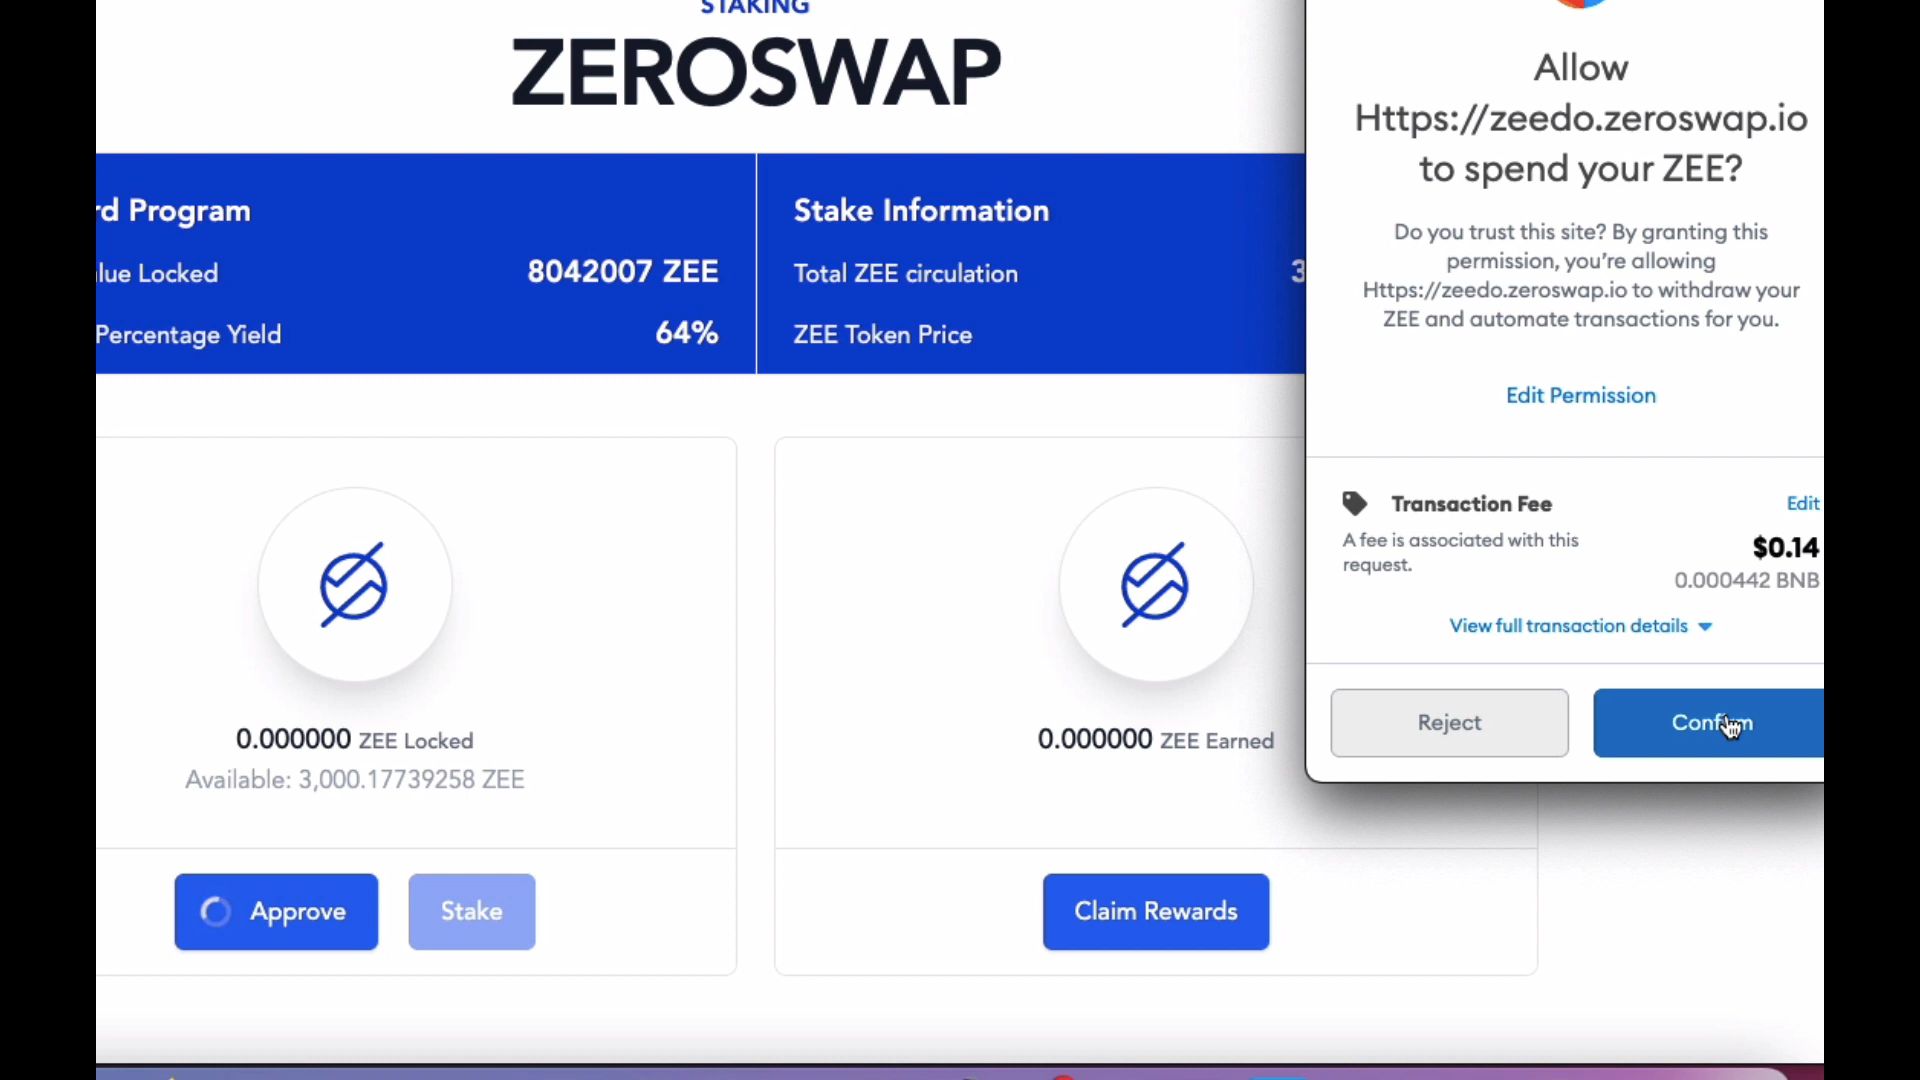 STAKING
ZEROSWAP
rd Program
lue Locked
8042007 ZEE
Percentage Yield
64%
Stake Information
Total ZEE circulation
3
ZEE Token Price
0.000000 ZEE Locked
Available: 3,000.17739258 ZEE
Approve
Stake
0.000000 ZEE Earned
Claim Rewards
Allow
Https://zeedo.zeroswap.io
to spend your ZEE?
Do you trust this site? By granting this
permission, you’re allowing
Https://zeedo.zeroswap.io to withdraw your
ZEE and automate transactions for you.
Edit Permission
Transaction Fee
Edit
A fee is associated with this
request.
$0.14
0.000442 BNB
View full transaction details
Reject
Confirm